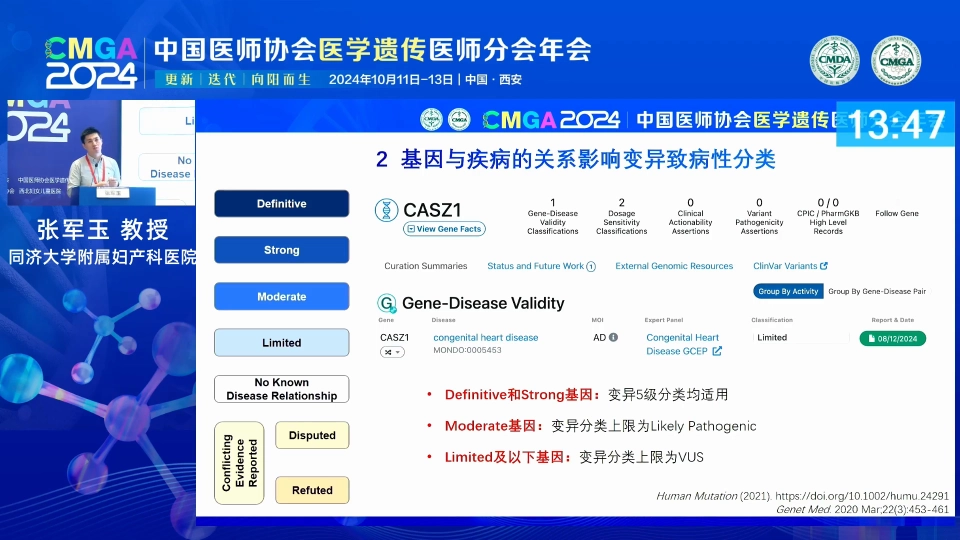 CMGA 2024
中国医师协会医学遗传医师分会年会
更新 | 迭代 | 向阳而生
2024年10月11日-13日 | 中国·西安
CMDA
CMGA
张军玉 教授
同济大学附属妇产科医院
CMGA 2024 中国医师协会医学遗传医
13:47
2 基因与疾病的关系影响变异致病性分类
Definitive
Strong
Moderate
Limited
No Known
Disease Relationship
Conflicting
Evidence
Reported
Disputed
Refuted
CASZ1
View Gene Facts
1
Gene-Disease
Validity
Classifications
2
Dosage
Sensitivity
Classifications
0
Clinical
Actionability
Assertions
0
Variant
Pathogenicity
Assertions
0 / 0
CPIC / PharmGKB
High Level
Records
Follow Gene
Curation Summaries
Status and Future Work 1
External Genomic Resources
ClinVar Variants
Group By Activity
Group By Gene-Disease Pair
G Gene-Disease Validity
Gene
Disease
MOI
Expert Panel
Classification
Report & Date
CASZ1
congenital heart disease
MONDO:0005453
AD
Congenital Heart
Disease GCEP
Limited
08/12/2024
• Definitive和Strong基因：变异5级分类均适用
• Moderate基因：变异分类上限为Likely Pathogenic
• Limited及以下基因：变异分类上限为VUS
Human Mutation (2021). https://doi.org/10.1002/humu.24291
Genet Med. 2020 Mar;22(3):453-461